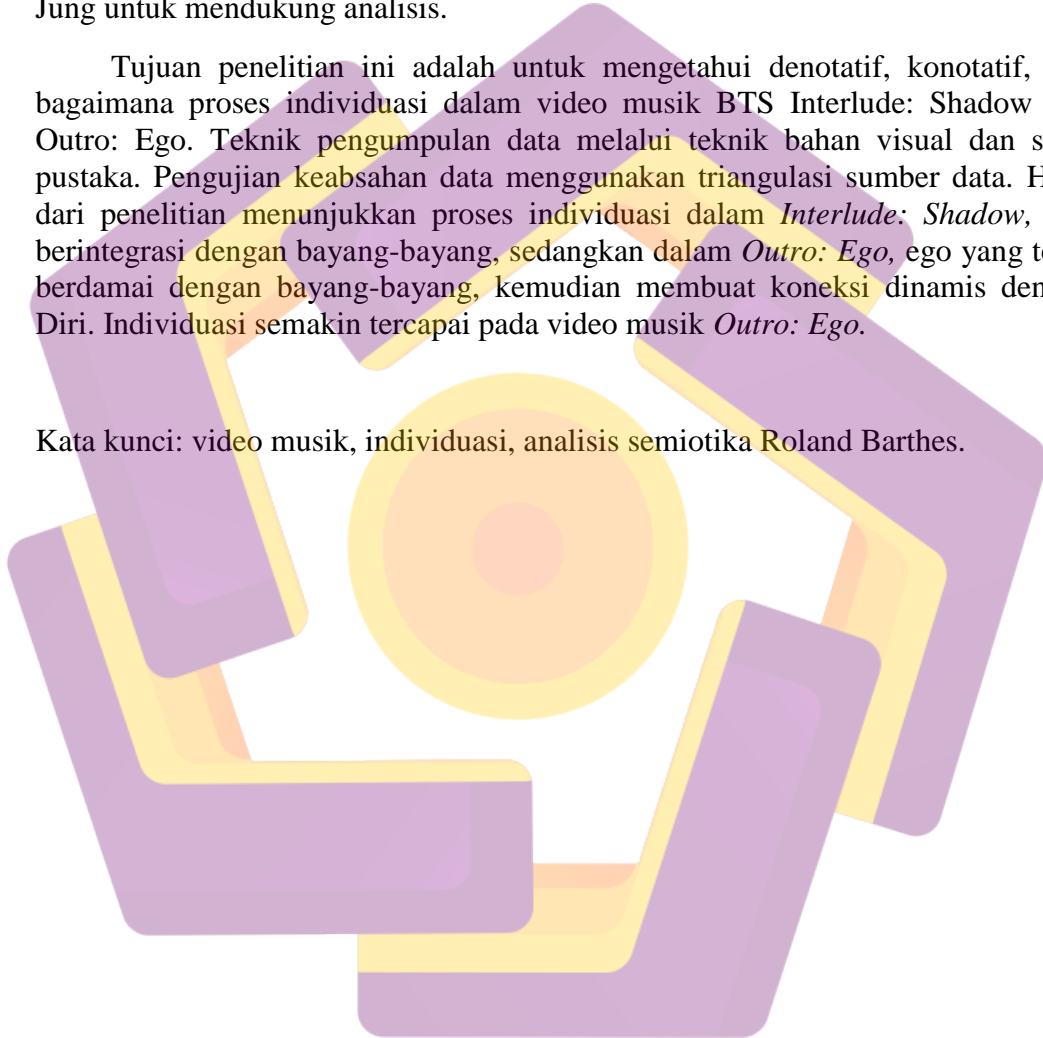 Jung untuk mendukung analisis.
Tujuan penelitian ini adalah untuk mengetahui denotatif, konotatif,
bagaimana proses individuasi dalam video musik BTS Interlude: Shadow
Outro: Ego. Teknik pengumpulan data melalui teknik bahan visual dan
pustaka. Pengujian keabsahan data menggunakan triangulasi sumber data.
dari penelitian menunjukkan proses individuasi dalam Interlude: Shadow,
berintegrasi dengan bayang-bayang, sedangkan dalam Outro: Ego, ego yang
berdamai dengan bayang-bayang, kemudian membuat koneksi dinamis
Diri. Individuasi semakin tercapai pada video musik Outro: Ego.
Kata kunci: video musik, individuasi, analisis semiotika Roland Barthes.